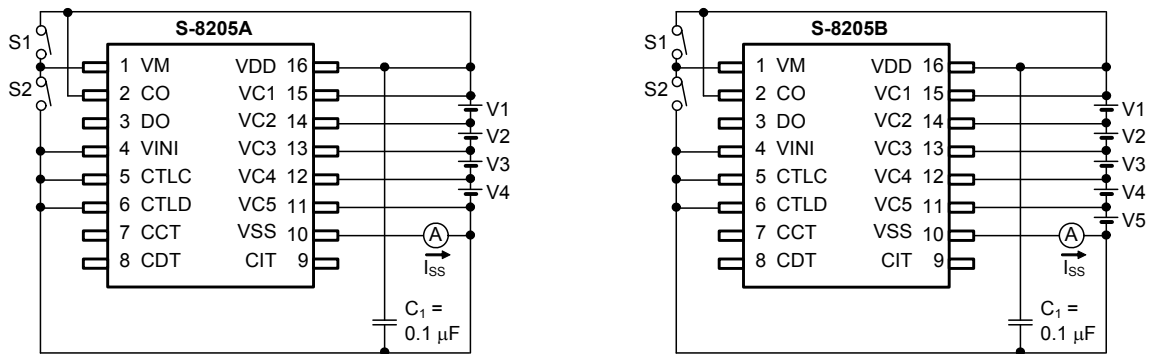 S-8205A
S1
S2
1 VM
2 CO
3 DO
4 VINI
5 CTLC
6 CTLD
7 CCT
8 CDT
VDD 16
VC1 15
VC2 14
VC3 13
VC4 12
VC5 11
VSS 10
CIT 9
V1
V2
V3
V4
A
ISS
C1 =
0.1 μF
S-8205B
S1
S2
1 VM
2 CO
3 DO
4 VINI
5 CTLC
6 CTLD
7 CCT
8 CDT
VDD 16
VC1 15
VC2 14
VC3 13
VC4 12
VC5 11
VSS 10
CIT 9
V1
V2
V3
V4
V5
A
ISS
C1 =
0.1 μF